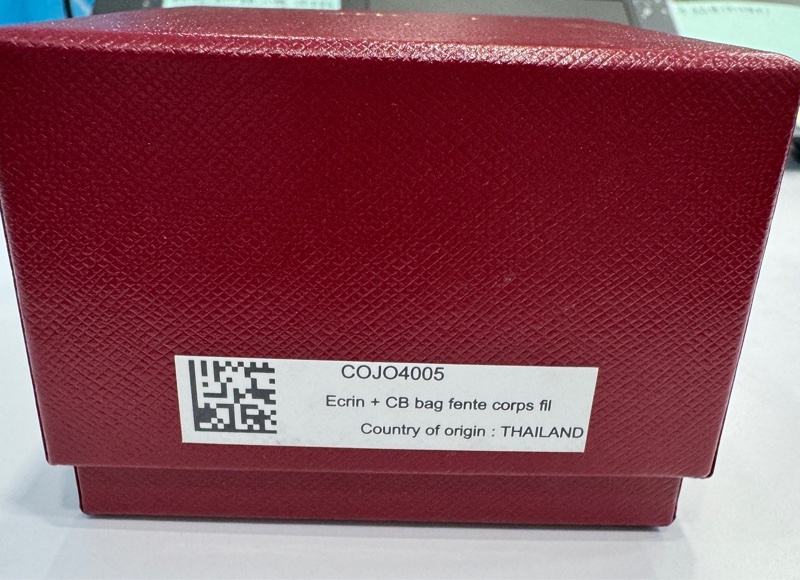 COJO4005
Ecrin + CB bag fente corps fil
Country of origin : THAILAND